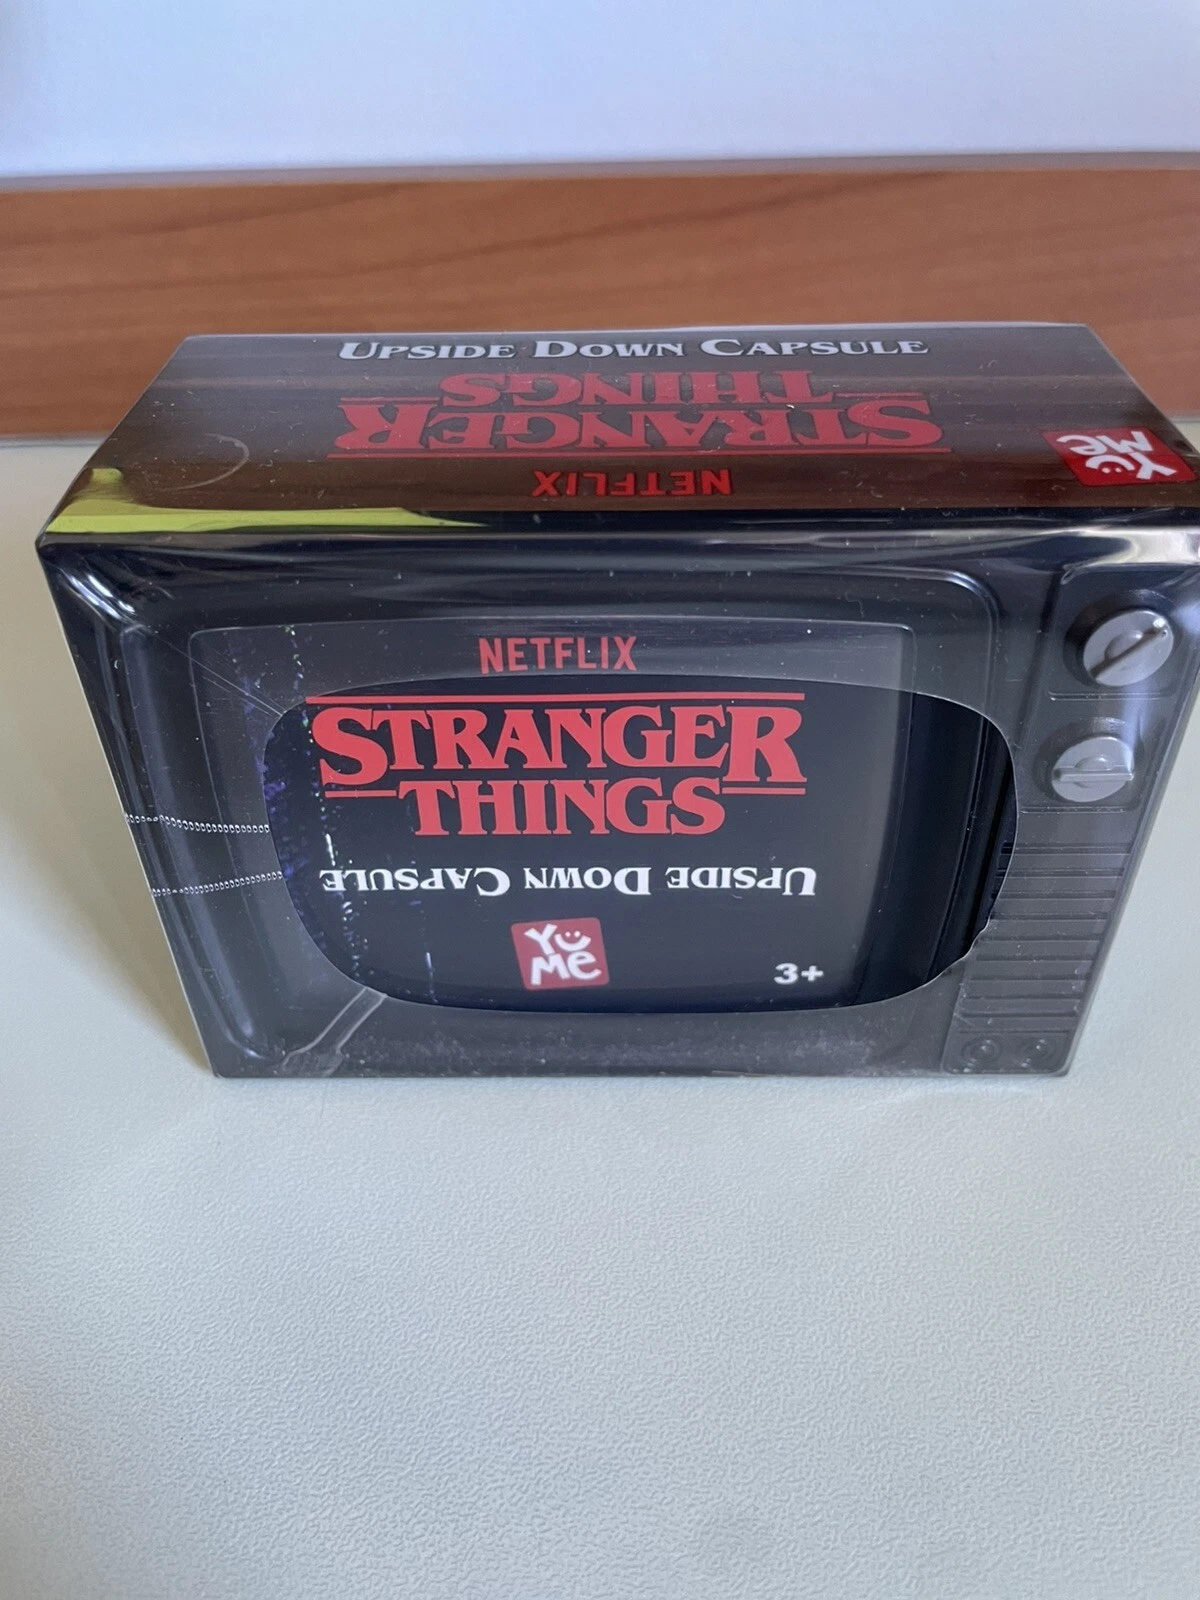 UPSIDE DOWN CAPSULE
STRANGER
THINGS
NETFLIX
YuMe
NETFLIX
STRANGER
THINGS
UPSIDE DOWN CAPSULE
YuMe
3+